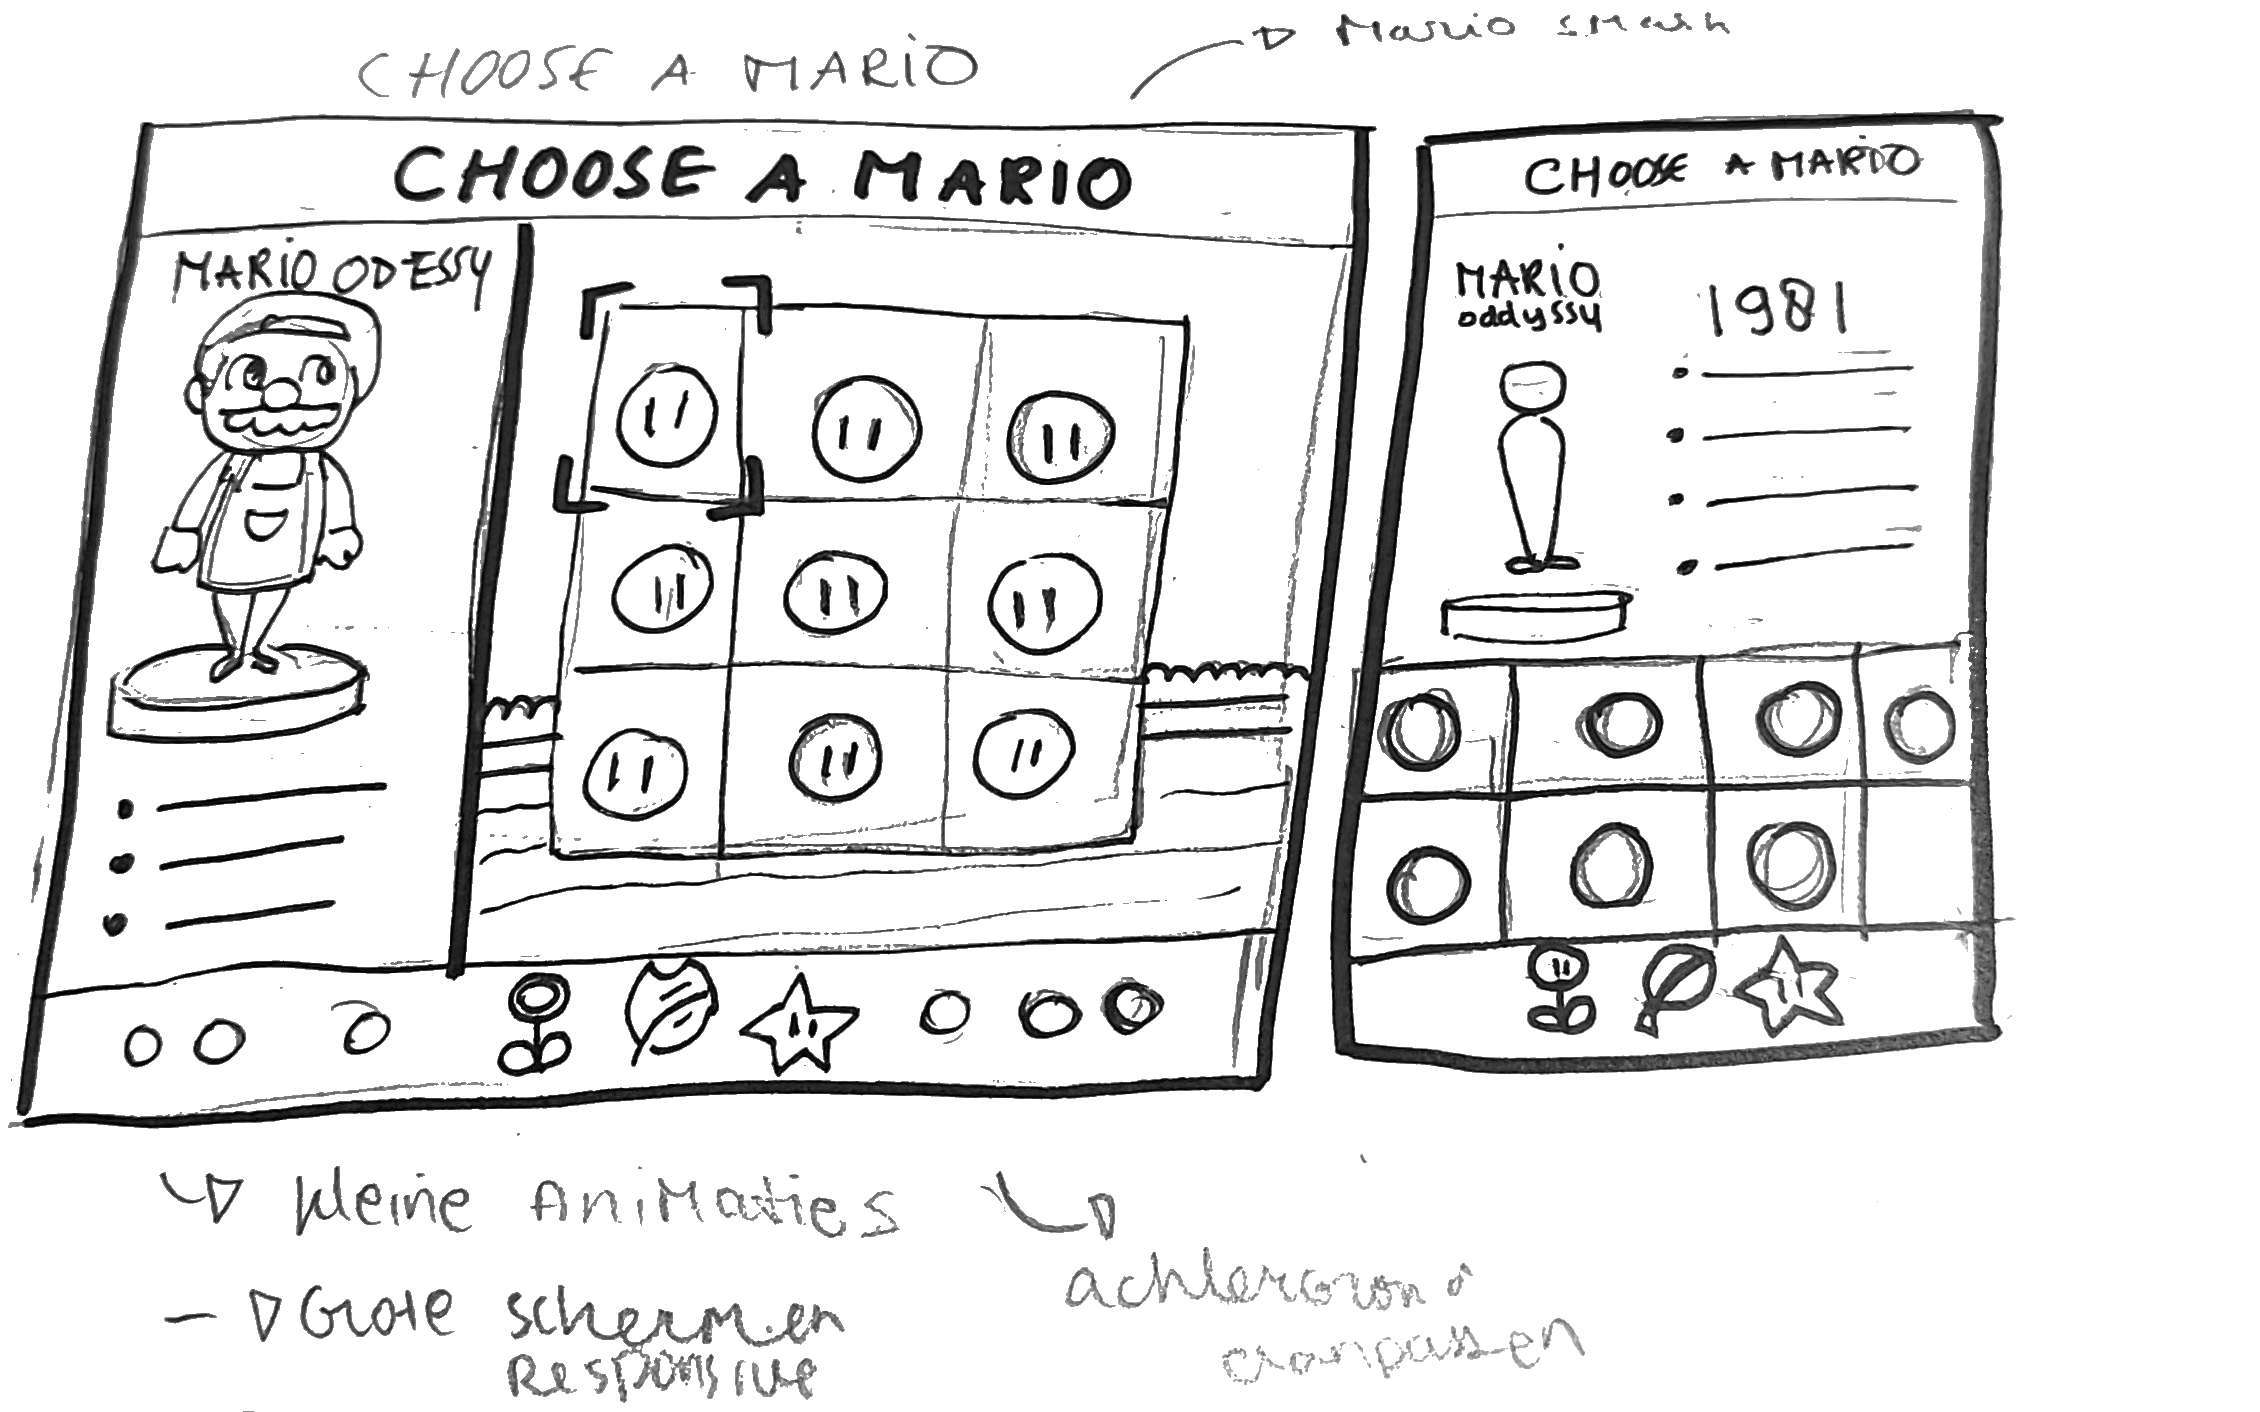 CHOOSE A MARIO
Mario smash
CHOOSE A MARIO
MARIO ODESSY
CHOOSE A MARIO
MARIO
oddyssy
1981
kleine Animaties
Grote schermen
Responsive
achtergrond